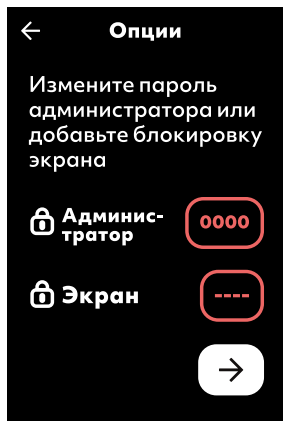 Опции
Измените пароль
администратора или
добавьте блокировку
экрана
Админис-
тратор
0000
Экран
----